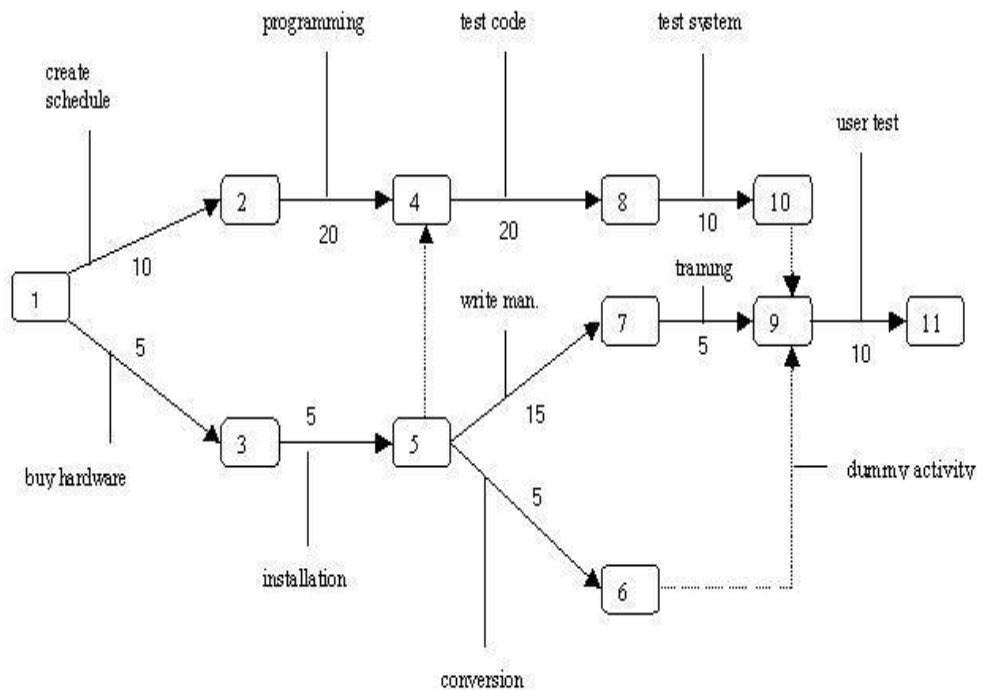 programming
test code
test system
create
schedule
user test
2
4
8
10
20
20
10
10
training
write man.
1
7
9
11
5
5
10
5
15
3
5
buy hardware
dummy activity
5
installation
6
conversion